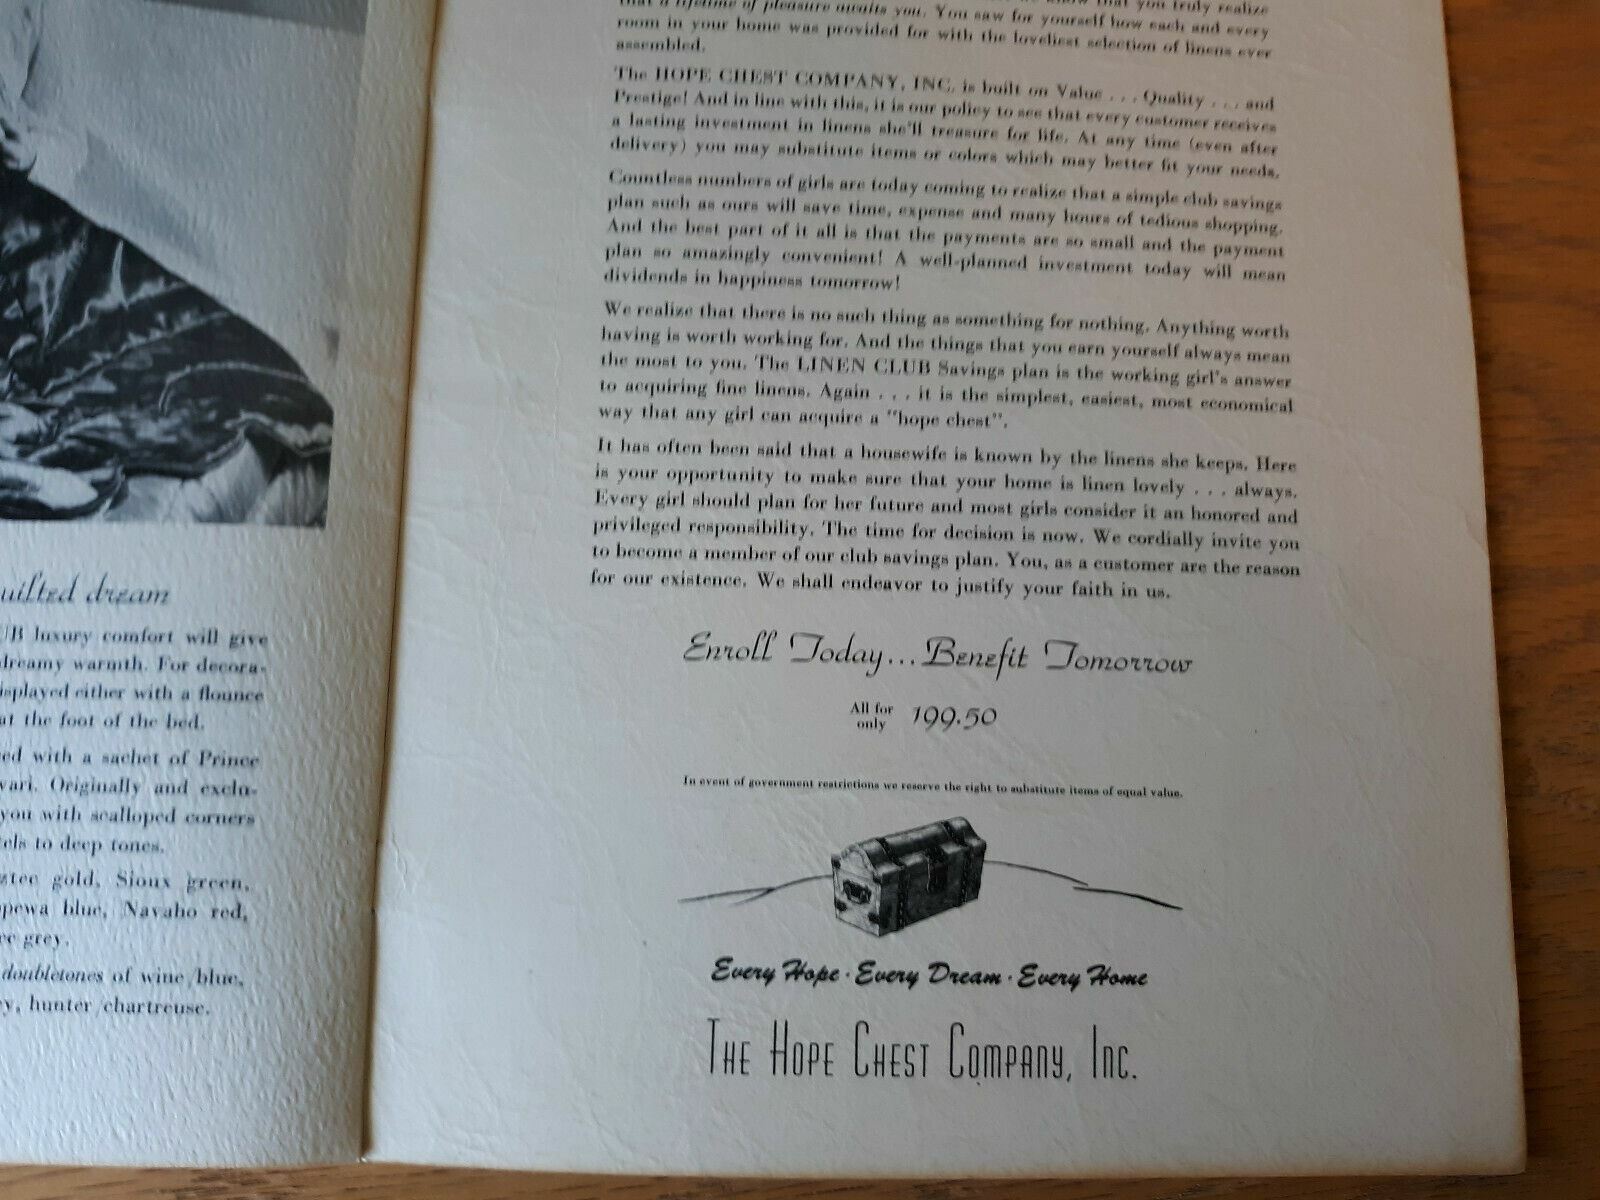 uilted dream
UB luxury comfort will give
dreamy warmth. For decora-
isplayed either with a flounce
at the foot of the bed.
ed with a sachet of Prince
vari. Originally and exclu-
you with scalloped corners
tels to deep tones.
ztec gold, Sioux green,
pewa blue, Navaho red,
ee grey.
doubletones of wine/blue,
ey, hunter chartreuse.
that a lifetime of pleasure awaits you. You saw for yourself how each and every
room in your home was provided for with the loveliest selection of linens ever
assembled.
The HOPE CHEST COMPANY, INC. is built on Value . . . Quality . . . and
Prestige! And in line with this, it is our policy to see that every customer receives
a lasting investment in linens she'll treasure for life. At any time (even after
delivery) you may substitute items or colors which may better fit your needs.
Countless numbers of girls are today coming to realize that a simple club savings
plan such as ours will save time, expense and many hours of tedious shopping.
And the best part of it all is that the payments are so small and the payment
plan so amazingly convenient! A well-planned investment today will mean
dividends in happiness tomorrow!
We realize that there is no such thing as something for nothing. Anything worth
having is worth working for. And the things that you earn yourself always mean
the most to you. The LINEN CLUB Savings plan is the working girl's answer
to acquiring fine linens. Again . . . it is the simplest, easiest, most economical
way that any girl can acquire a "hope chest".
It has often been said that a housewife is known by the linens she keeps. Here
is your opportunity to make sure that your home is linen lovely . . . always.
Every girl should plan for her future and most girls consider it an honored and
privileged responsibility. The time for decision is now. We cordially invite you
to become a member of our club savings plan. You, as a customer are the reason
for our existence. We shall endeavor to justify your faith in us.
Enroll Today... Benefit Tomorrow
All for
only 199.50
In event of government restrictions we reserve the right to substitute items of equal value.
Every Hope · Every Dream · Every Home
THE HOPE CHEST COMPANY, INC.